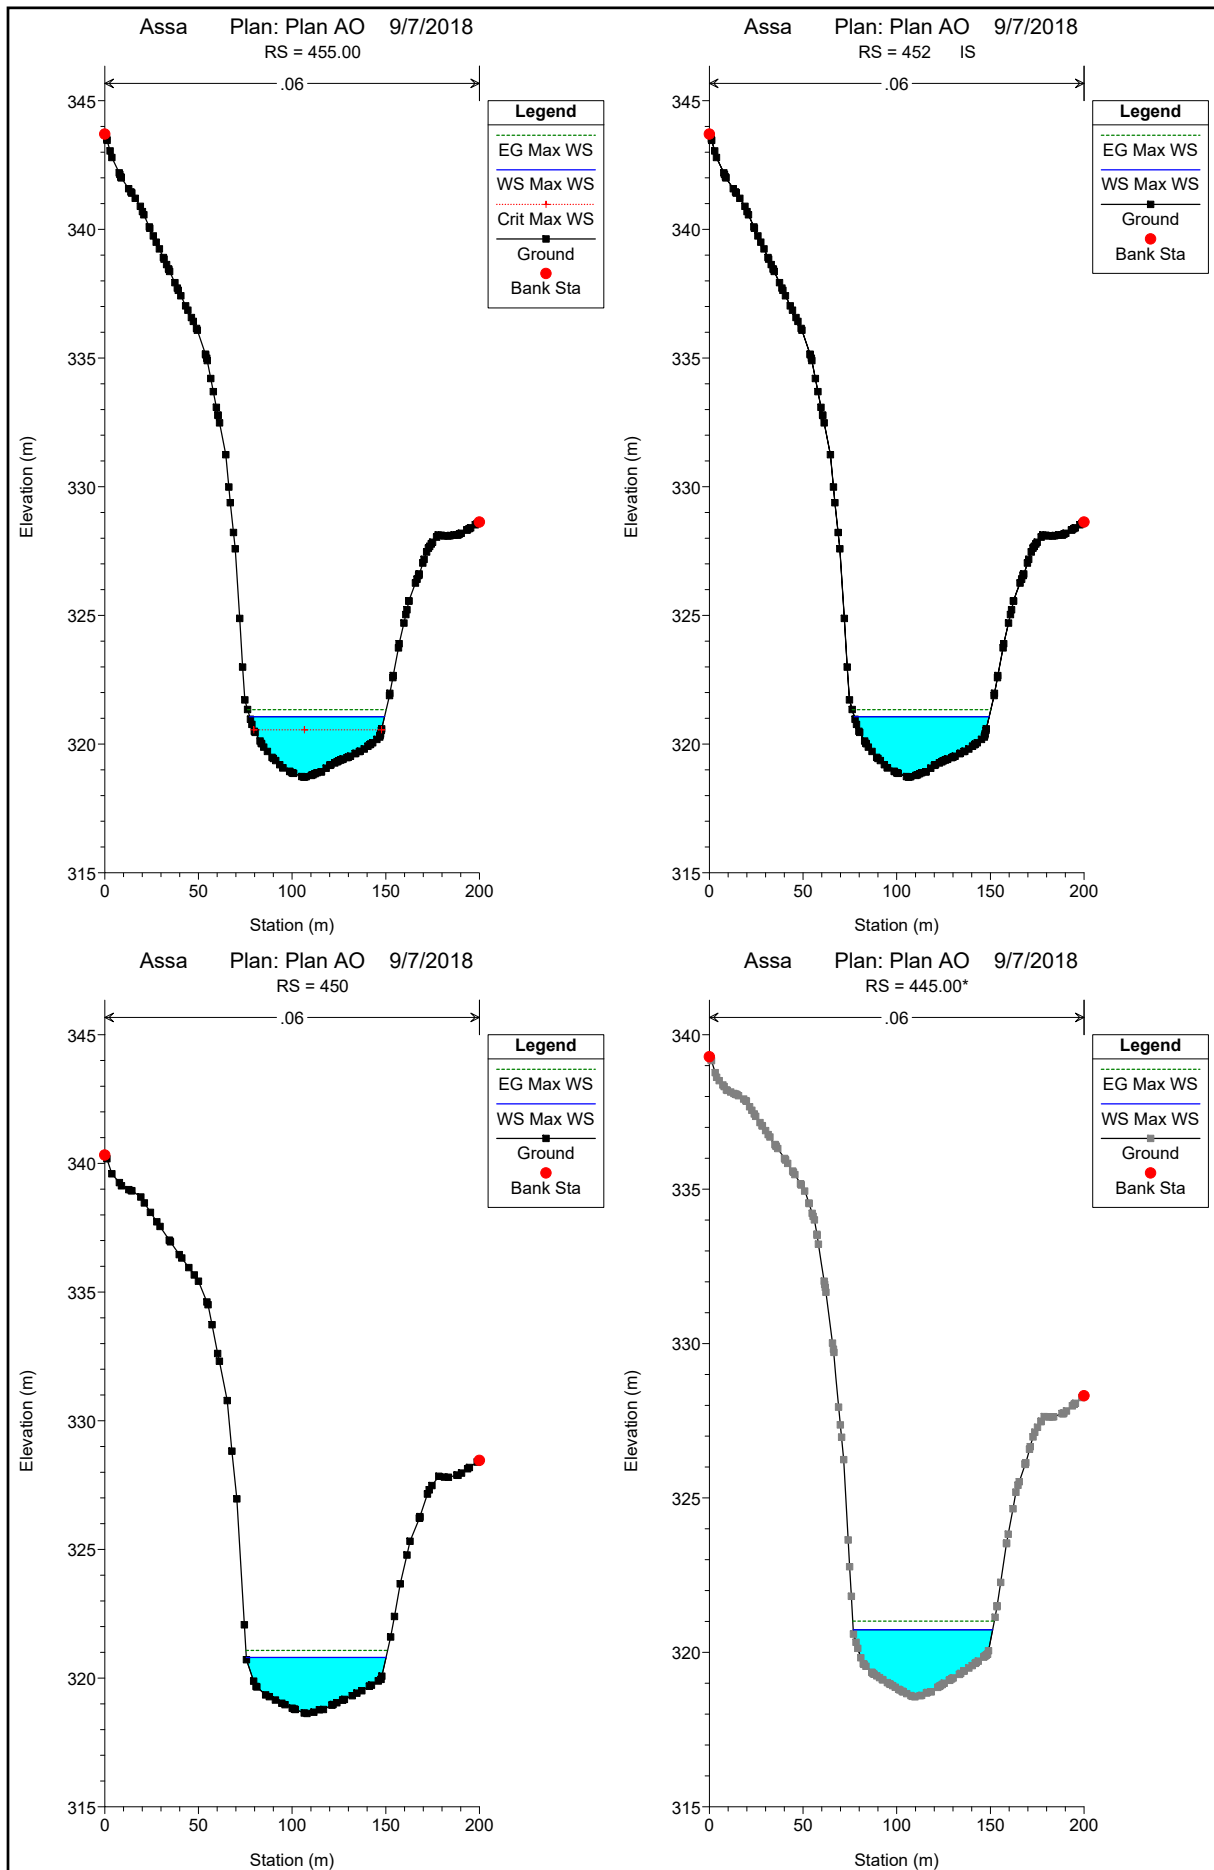 Assa Plan: Plan AO 9/7/2018
RS = 455.00
.06
Legend
EG Max WS
WS Max WS
Crit Max WS
Ground
Bank Sta
345
340
335
330
325
320
315
Elevation (m)
0 50 100 150 200
Station (m)
Assa Plan: Plan AO 9/7/2018
RS = 452 IS
.06
Legend
EG Max WS
WS Max WS
Ground
Bank Sta
345
340
335
330
325
320
315
Elevation (m)
0 50 100 150 200
Station (m)
Assa Plan: Plan AO 9/7/2018
RS = 450
.06
Legend
EG Max WS
WS Max WS
Ground
Bank Sta
345
340
335
330
325
320
315
Elevation (m)
0 50 100 150 200
Station (m)
Assa Plan: Plan AO 9/7/2018
RS = 445.00*
.06
Legend
EG Max WS
WS Max WS
Ground
Bank Sta
340
335
330
325
320
315
Elevation (m)
0 50 100 150 200
Station (m)